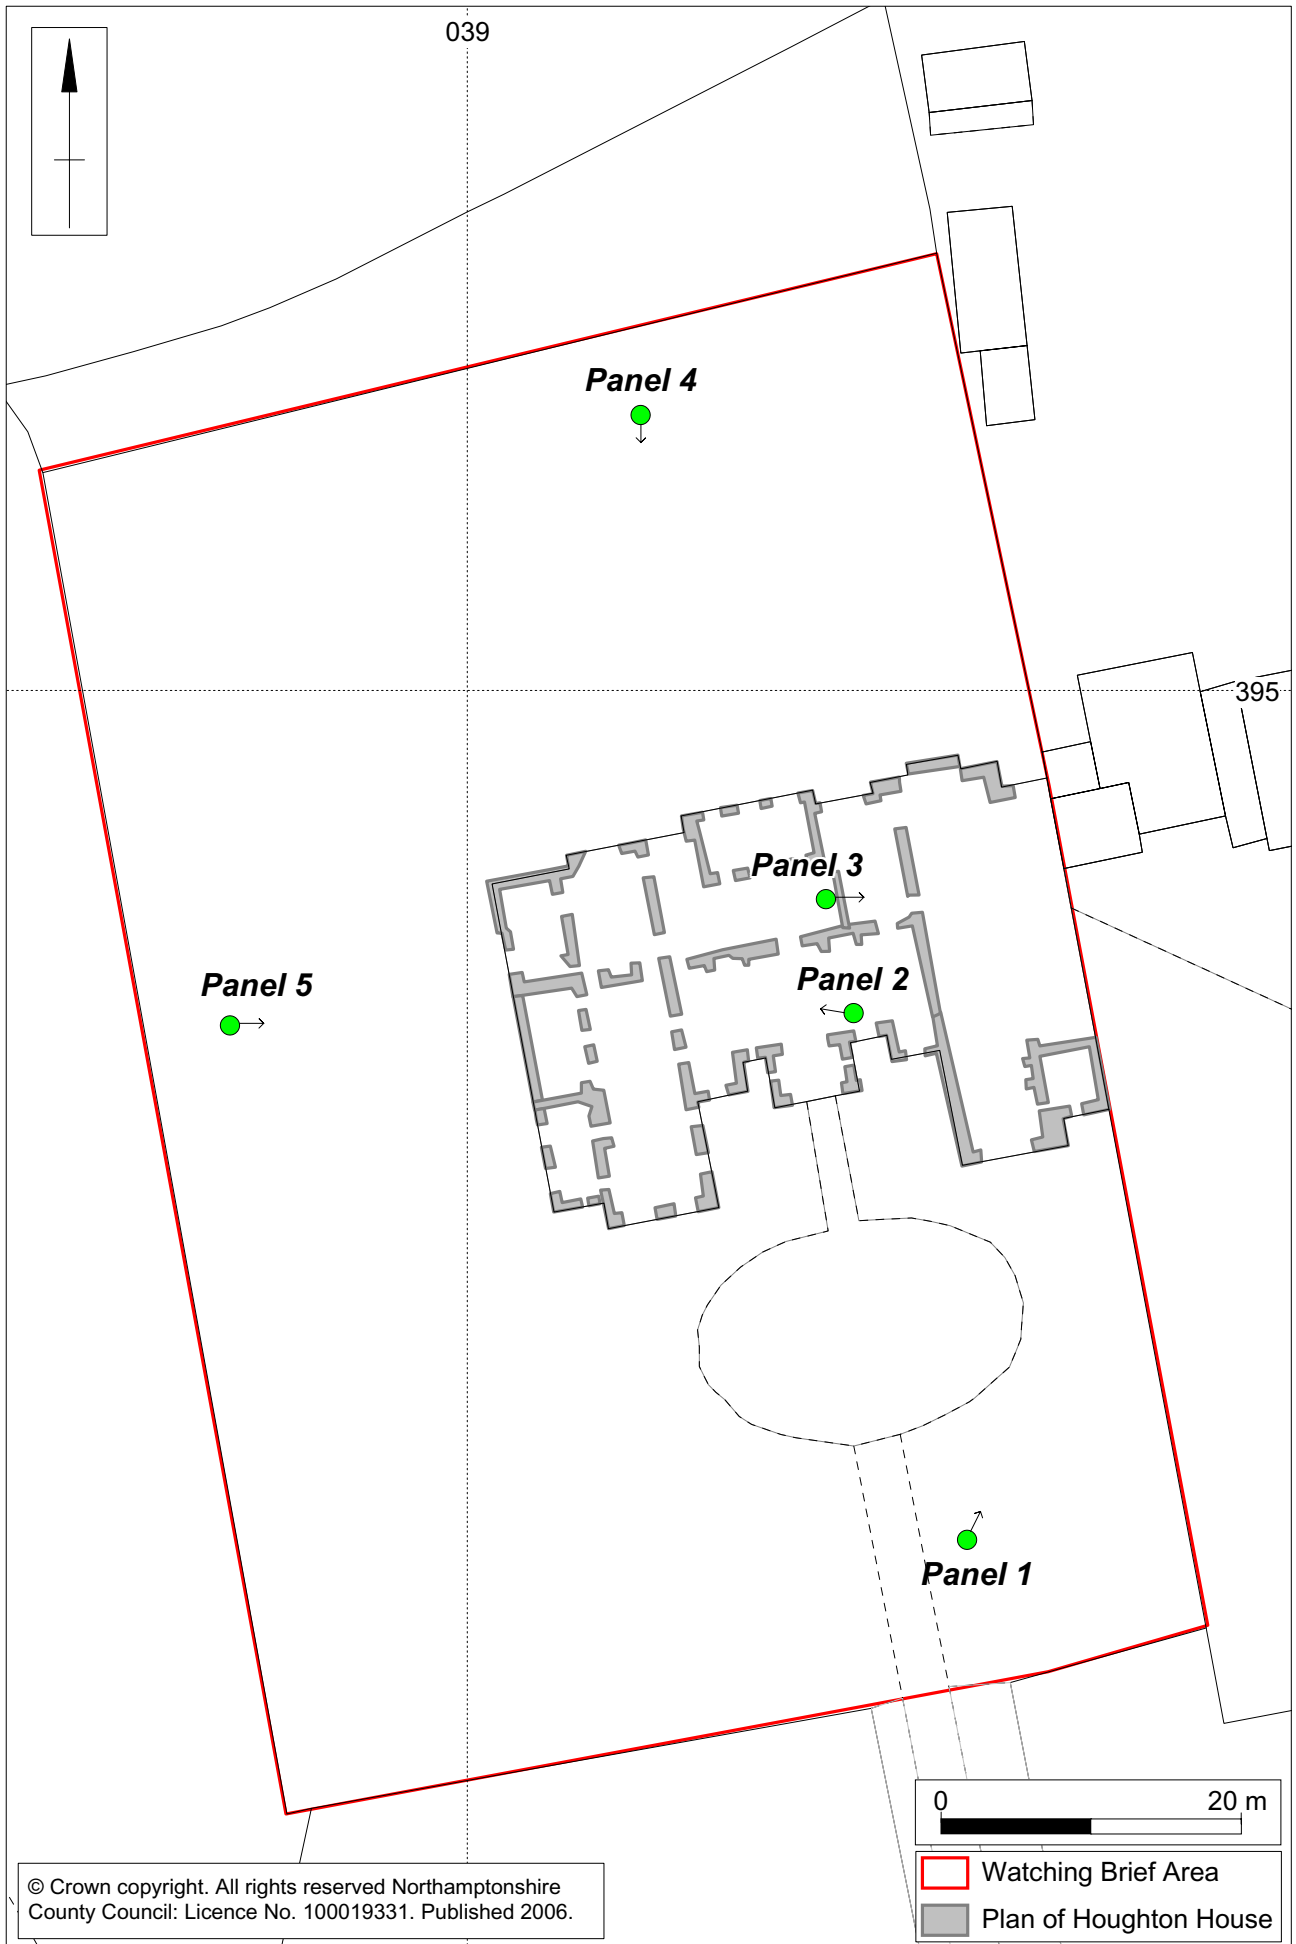 039
Panel 4
395
Panel 3
Panel 2
Panel 5
Panel 1
0 20 m
Watching Brief Area
Plan of Houghton House
© Crown copyright. All rights reserved Northamptonshire
County Council: Licence No. 100019331. Published 2006.